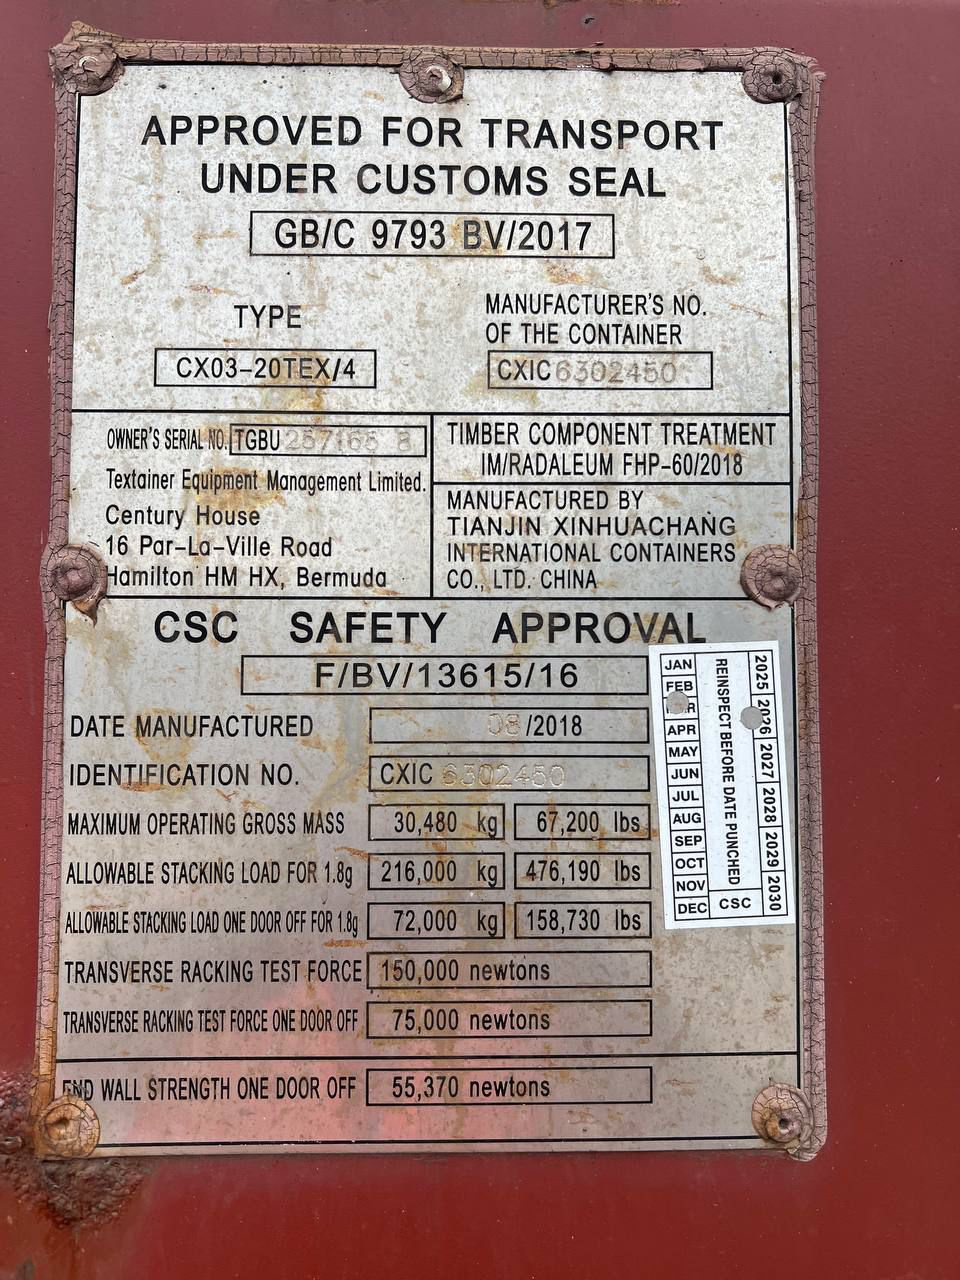 APPROVED FOR TRANSPORT
UNDER CUSTOMS SEAL
GB/C 9793 BV/2017
TYPE
CX03-20TEX/4
MANUFACTURER'S NO.
OF THE CONTAINER
CXIC 6302450
OWNER'S SERIAL NO. TGBU 257165 8
Textainer Equipment Management Limited.
Century House
16 Par-La-Ville Road
Hamilton HM HX, Bermuda
TIMBER COMPONENT TREATMENT
IM/RADALEUM FHP-60/2018
MANUFACTURED BY
TIANJIN XINHUACHANG
INTERNATIONAL CONTAINERS
CO., LTD. CHINA
CSC SAFETY APPROVAL
F/BV/13615/16
DATE MANUFACTURED 08/2018
IDENTIFICATION NO. CXIC 6302450
MAXIMUM OPERATING GROSS MASS 30,480 kg 67,200 lbs
ALLOWABLE STACKING LOAD FOR 1.8g 216,000 kg 476,190 lbs
ALLOWABLE STACKING LOAD ONE DOOR OFF FOR 1.8g 72,000 kg 158,730 lbs
TRANSVERSE RACKING TEST FORCE 150,000 newtons
TRANSVERSE RACKING TEST FORCE ONE DOOR OFF 75,000 newtons
END WALL STRENGTH ONE DOOR OFF 55,370 newtons
JAN
FEB
MAR
APR
MAY
JUN
JUL
AUG
SEP
OCT
NOV
DEC
REINSPECT BEFORE DATE PUNCHED
CSC
2025 2026 2027 2028 2029 2030